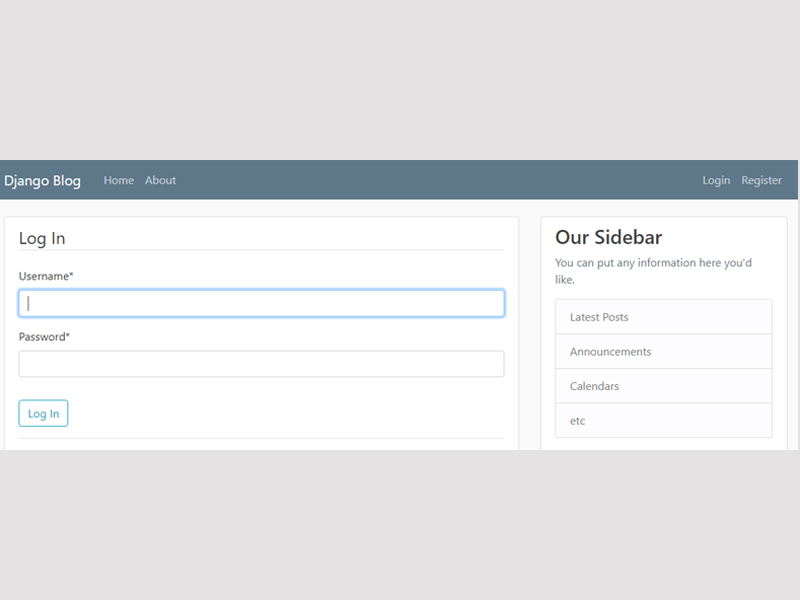 Django Blog Home About Login Register
Log In
Username*
Password*
Log In
Our Sidebar
You can put any information here you'd
like.
Latest Posts
Announcements
Calendars
etc